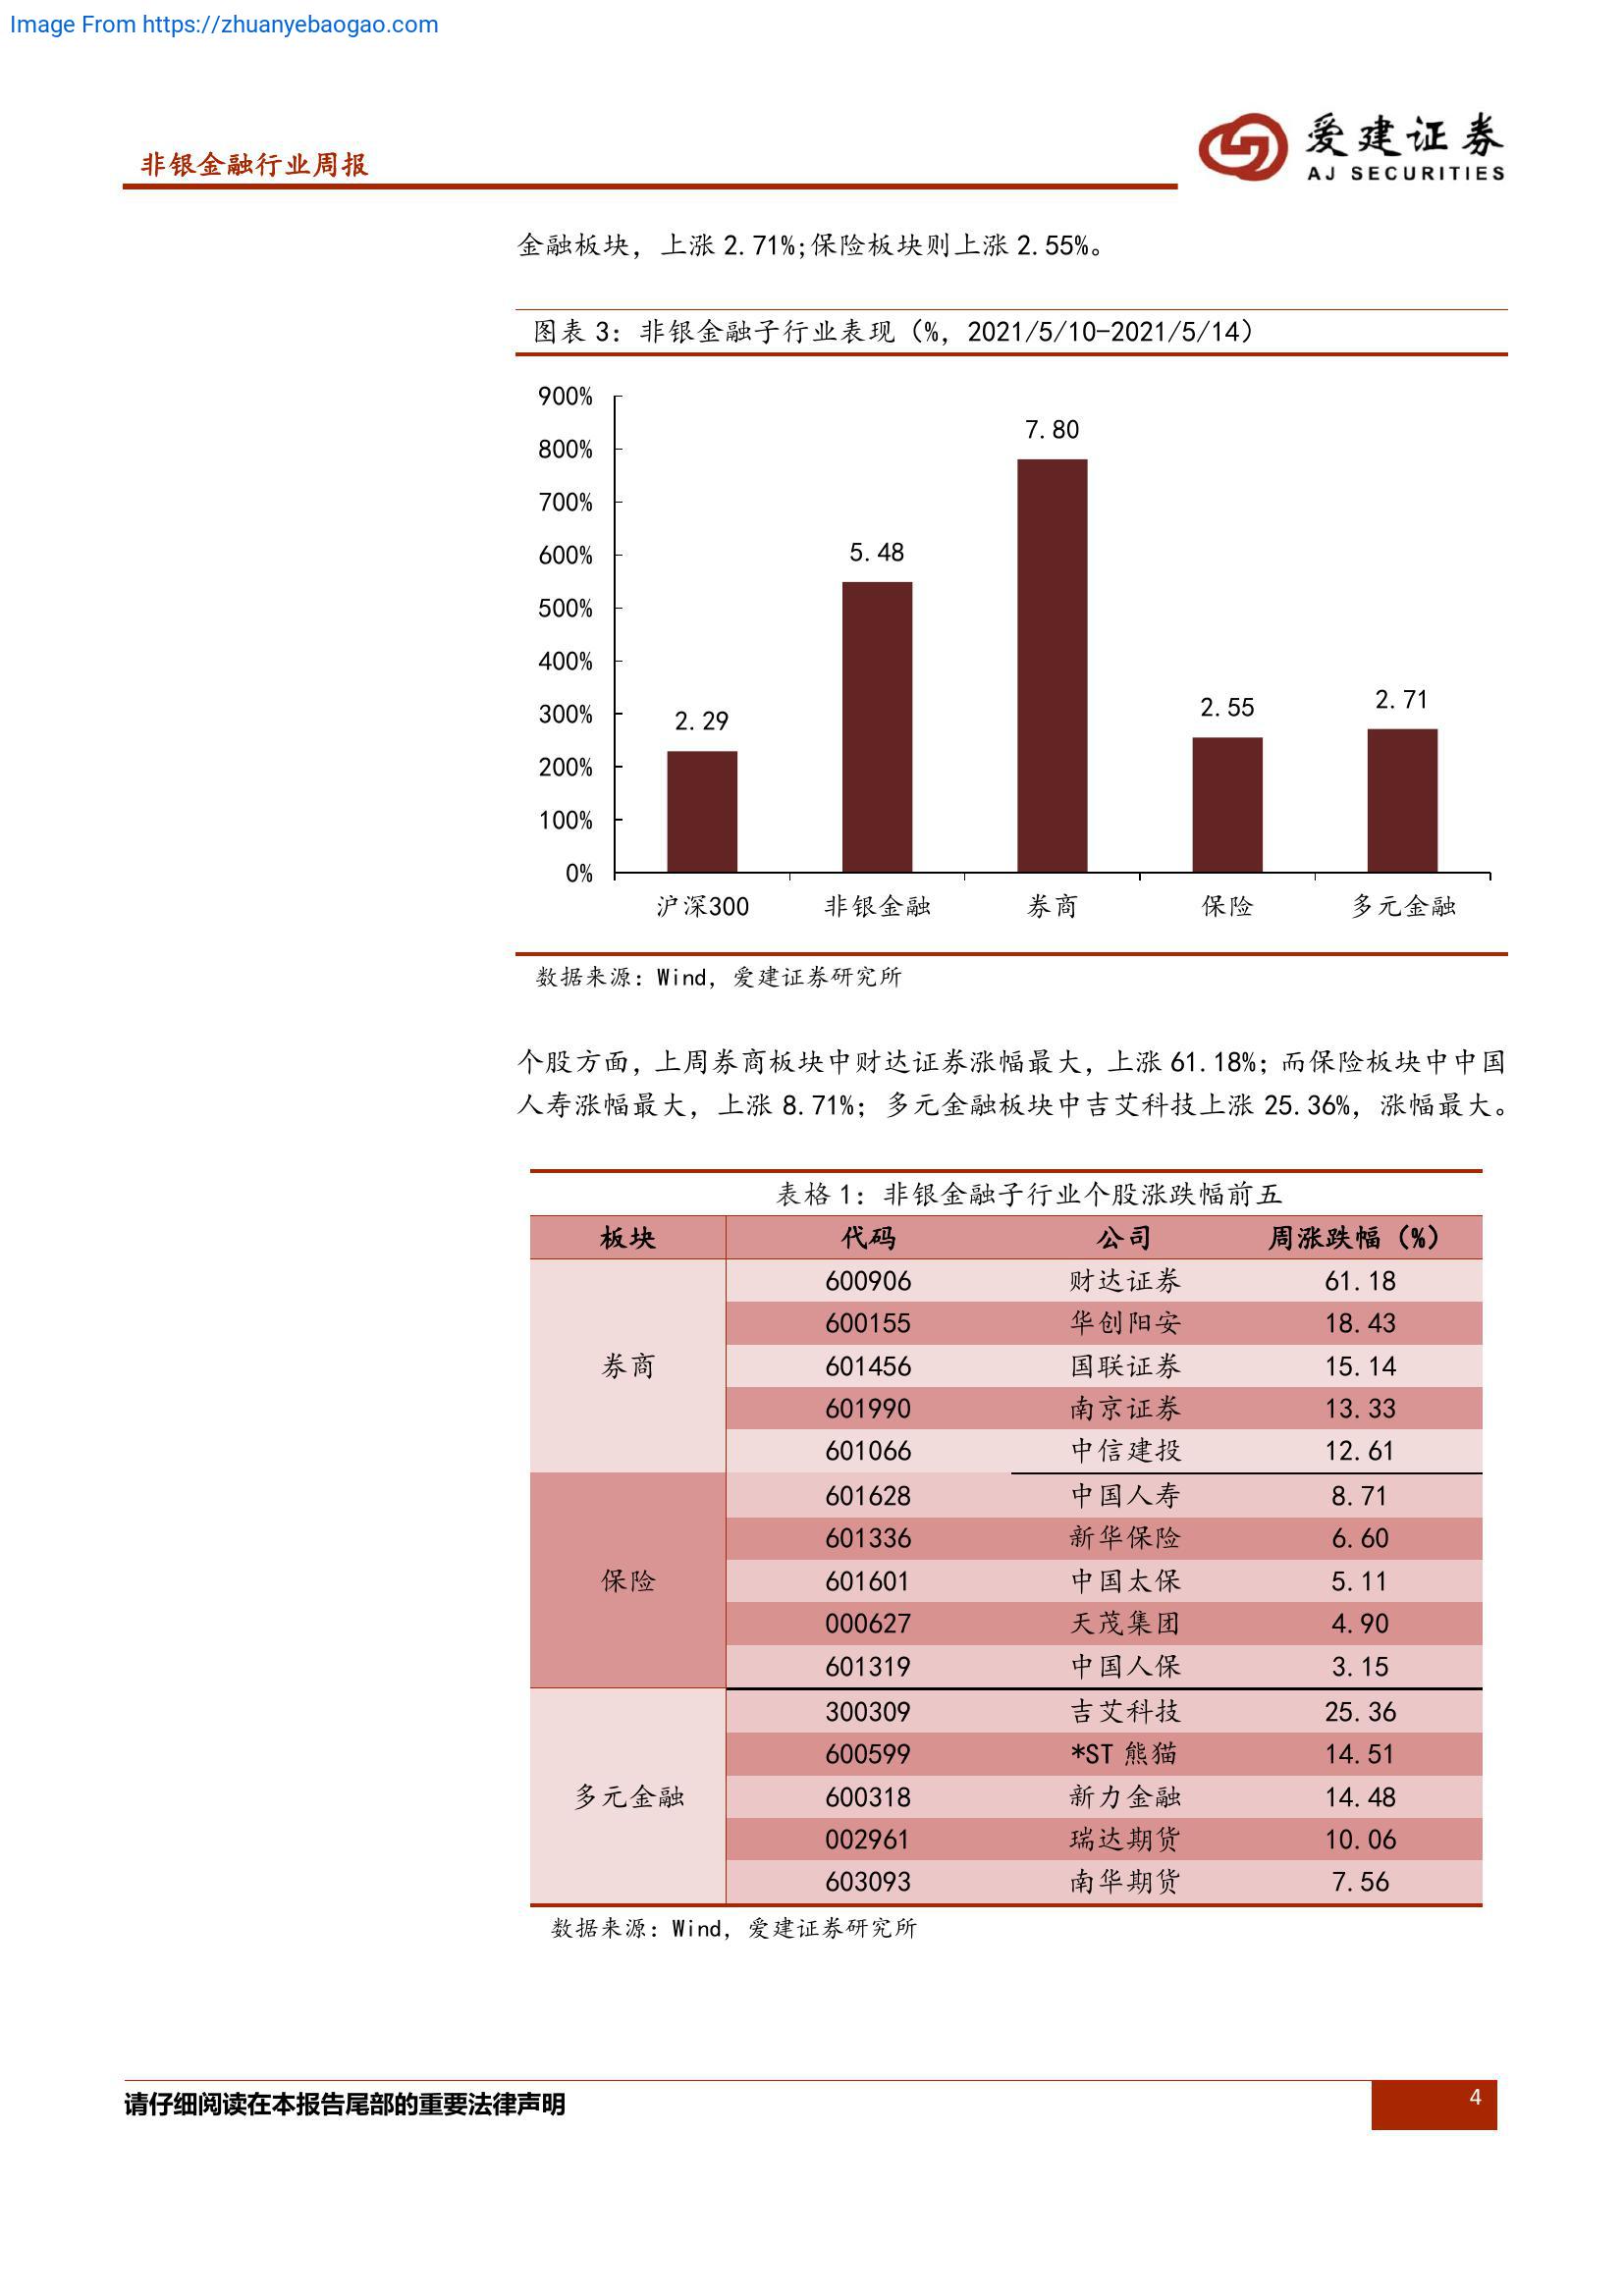 Image From https://zhuanyebaogao.com
爱建证券
AJ SECURITIES
非银金融行业周报
金融板块，上涨 2.71%;保险板块则上涨 2.55%。
图表 3：非银金融子行业表现（%，2021/5/10-2021/5/14）
900%
800%
700%
600%
500%
400%
300%
200%
100%
0%
2.29
5.48
7.80
2.55
2.71
沪深300 非银金融 券商 保险 多元金融
数据来源：Wind，爱建证券研究所
个股方面，上周券商板块中财达证券涨幅最大，上涨 61.18%；而保险板块中中国
人寿涨幅最大，上涨 8.71%；多元金融板块中吉艾科技上涨 25.36%，涨幅最大。
表格 1：非银金融子行业个股涨跌幅前五
板块 代码 公司 周涨跌幅（%）
券商
600906 财达证券 61.18
600155 华创阳安 18.43
601456 国联证券 15.14
601990 南京证券 13.33
601066 中信建投 12.61
保险
601628 中国人寿 8.71
601336 新华保险 6.60
601601 中国太保 5.11
000627 天茂集团 4.90
601319 中国人保 3.15
多元金融
300309 吉艾科技 25.36
600599 *ST 熊猫 14.51
600318 新力金融 14.48
002961 瑞达期货 10.06
603093 南华期货 7.56
数据来源：Wind，爱建证券研究所
请仔细阅读在本报告尾部的重要法律声明
4